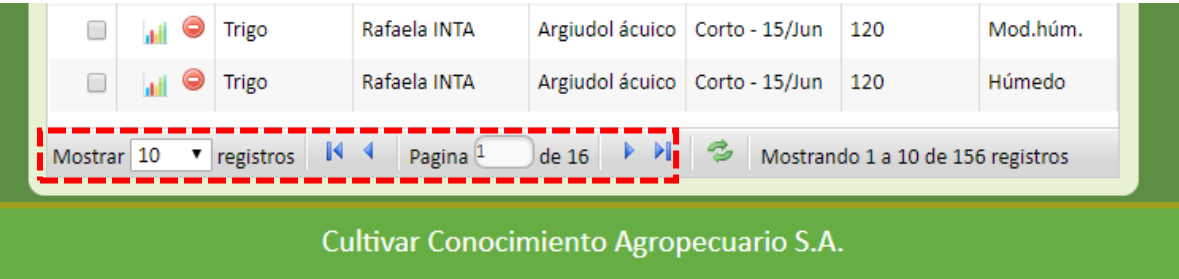 Trigo Rafaela INTA Argiudol ácuico Corto - 15/Jun 120 Mod.húm.
Trigo Rafaela INTA Argiudol ácuico Corto - 15/Jun 120 Húmedo
Mostrar 10 registros Pagina 1 de 16 Mostrando 1 a 10 de 156 registros
Cultivar Conocimiento Agropecuario S.A.